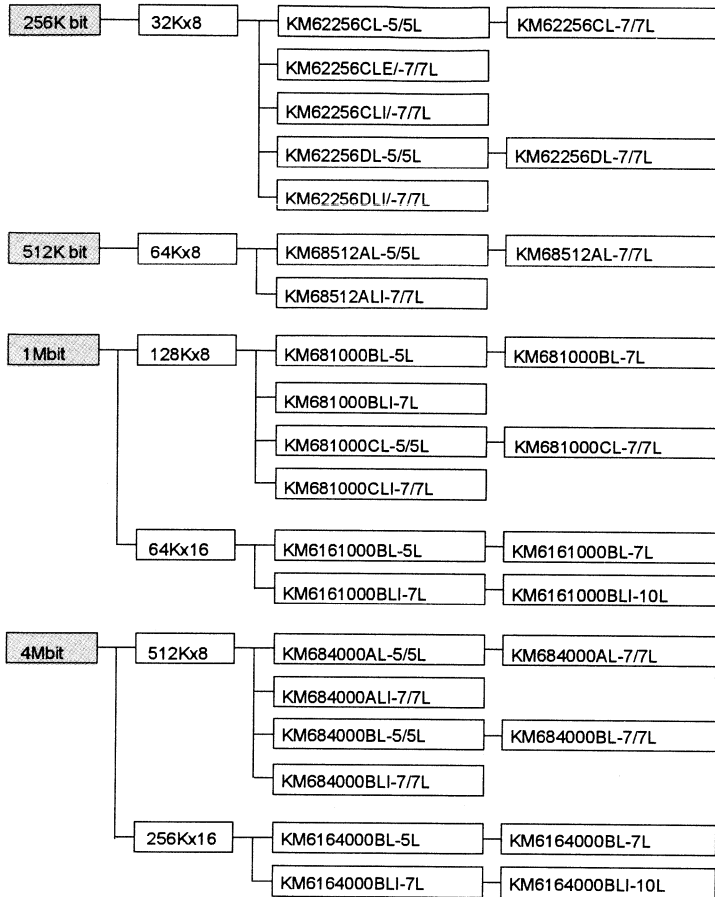 256K bit 32Kx8 KM62256CL-5/5L KM62256CL-7/7L
KM62256CLE/-7/7L
KM62256CLI/-7/7L
KM62256DL-5/5L KM62256DL-7/7L
KM62256DLI/-7/7L
512K bit 64Kx8 KM68512AL-5/5L KM68512AL-7/7L
KM68512ALI-7/7L
1Mbit 128Kx8 KM681000BL-5L KM681000BL-7L
KM681000BLI-7L
KM681000CL-5/5L KM681000CL-7/7L
KM681000CLI-7/7L
64Kx16 KM6161000BL-5L KM6161000BL-7L
KM6161000BLI-7L KM6161000BLI-10L
4Mbit 512Kx8 KM684000AL-5/5L KM684000AL-7/7L
KM684000ALI-7/7L
KM684000BL-5/5L KM684000BL-7/7L
KM684000BLI-7/7L
256Kx16 KM6164000BL-5L KM6164000BL-7L
KM6164000BLI-7L KM6164000BLI-10L